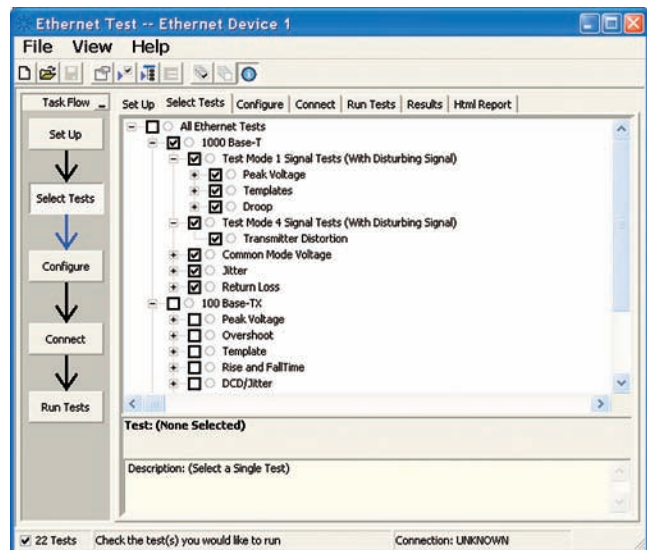 Ethernet Test -- Ethernet Device 1
File View Help
Task Flow
Set Up
Select Tests
Configure
Connect
Run Tests
Set Up Select Tests Configure Connect Run Tests Results Html Report
All Ethernet Tests
1000 Base-T
Test Mode 1 Signal Tests (With Disturbing Signal)
Peak Voltage
Templates
Droop
Test Mode 4 Signal Tests (With Disturbing Signal)
Transmitter Distortion
Common Mode Voltage
Jitter
Return Loss
100 Base-TX
Peak Voltage
Overshoot
Template
Rise and FallTime
DCD/Jitter
Test: (None Selected)
Description: (Select a Single Test)
22 Tests Check the test(s) you would like to run Connection: UNKNOWN